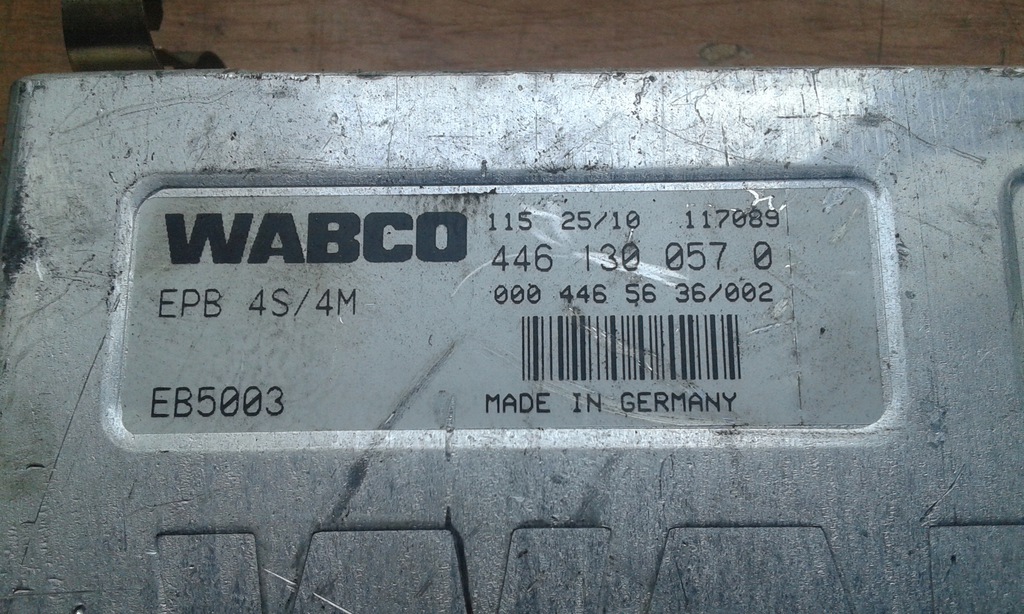 WABCO
115 25/10 117089
446 130 057 0
EPB 4S/4M
000 446 56 36/002
EB5003
MADE IN GERMANY